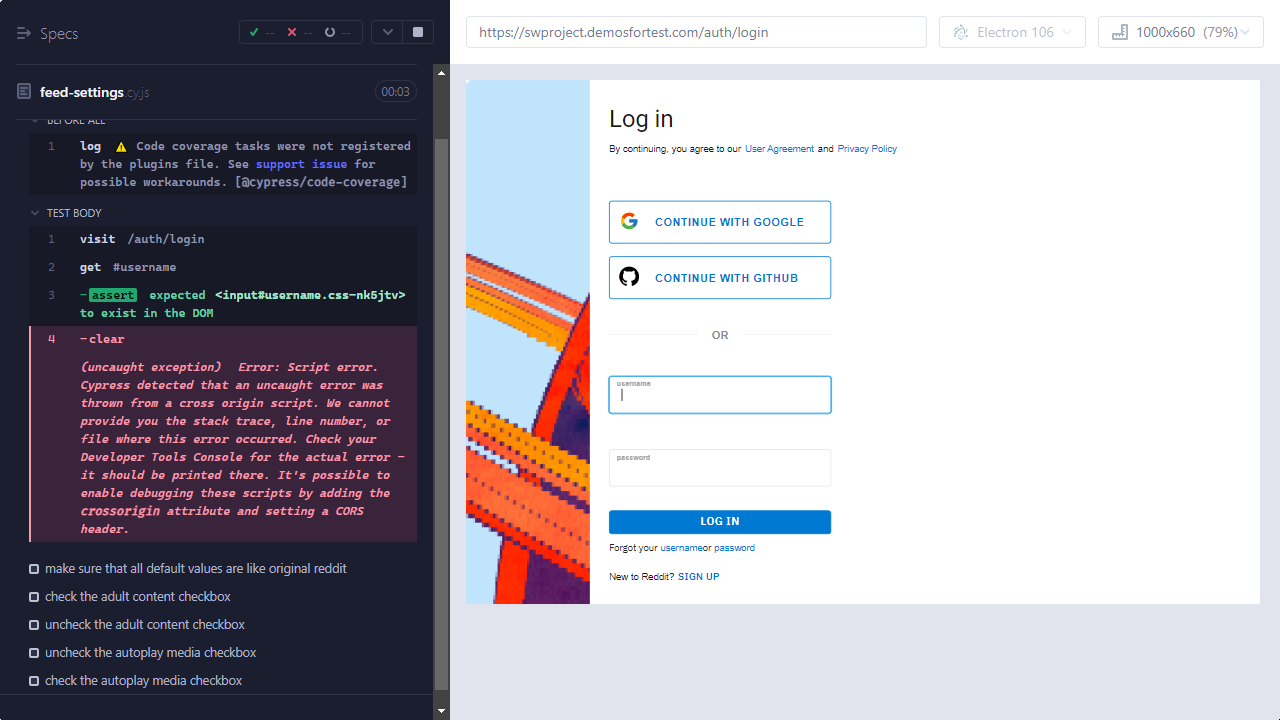 Specs
-- -- --
feed-settings cy.js 00:03
BEFORE ALL
1 log ⚠ Code coverage tasks were not registered
by the plugins file. See support issue for
possible workarounds. [@cypress/code-coverage]
TEST BODY
1 visit /auth/login
2 get #username
3 -assert expected <input#username.css-nk5jtv>
to exist in the DOM
4 -clear
(uncaught exception) Error: Script error.
Cypress detected that an uncaught error was
thrown from a cross origin script. We cannot
provide you the stack trace, line number, or
file where this error occurred. Check your
Developer Tools Console for the actual error -
it should be printed there. It's possible to
enable debugging these scripts by adding the
crossorigin attribute and setting a CORS
header.
make sure that all default values are like original reddit
check the adult content checkbox
uncheck the adult content checkbox
uncheck the autoplay media checkbox
check the autoplay media checkbox
https://swproject.demosfortest.com/auth/login
Electron 106
1000x660 (79%)
Log in
By continuing, you agree to our User Agreement and Privacy Policy
CONTINUE WITH GOOGLE
CONTINUE WITH GITHUB
OR
username
password
LOG IN
Forgot your usernameor password
New to Reddit? SIGN UP